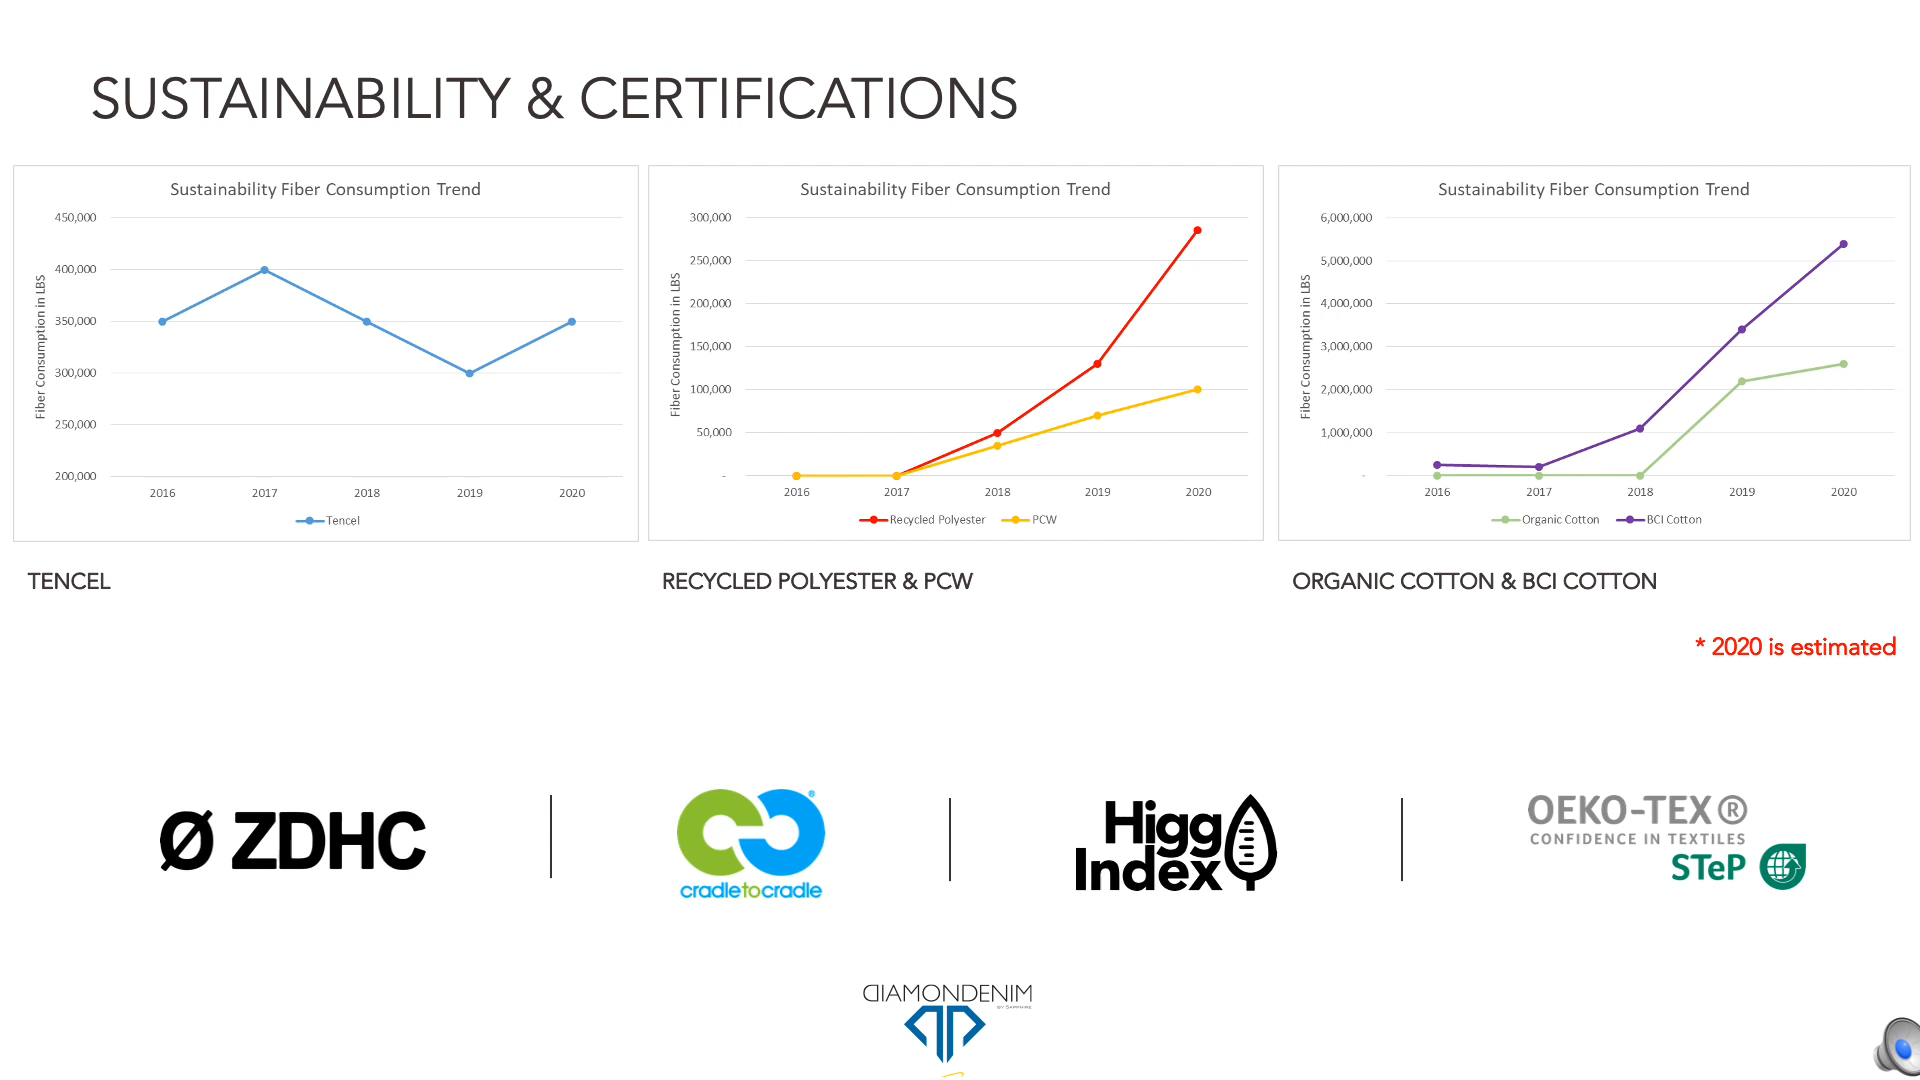 SUSTAINABILITY & CERTIFICATIONS
Sustainability Fiber Consumption Trend
Fiber Consumption in LBS
450,000
400,000
350,000
300,000
250,000
200,000
2016 2017 2018 2019 2020
Tencel
TENCEL
Sustainability Fiber Consumption Trend
Fiber Consumption in LBS
300,000
250,000
200,000
150,000
100,000
50,000
-
2016 2017 2018 2019 2020
Recycled Polyester PCW
RECYCLED POLYESTER & PCW
Sustainability Fiber Consumption Trend
Fiber Consumption in LBS
6,000,000
5,000,000
4,000,000
3,000,000
2,000,000
1,000,000
-
2016 2017 2018 2019 2020
Organic Cotton BCI Cotton
ORGANIC COTTON & BCI COTTON
* 2020 is estimated
Ø ZDHC
®
cradletocradle
Higg
Index
OEKO-TEX®
CONFIDENCE IN TEXTILES
STeP
DIAMONDENIM
BY SAPPHIRE